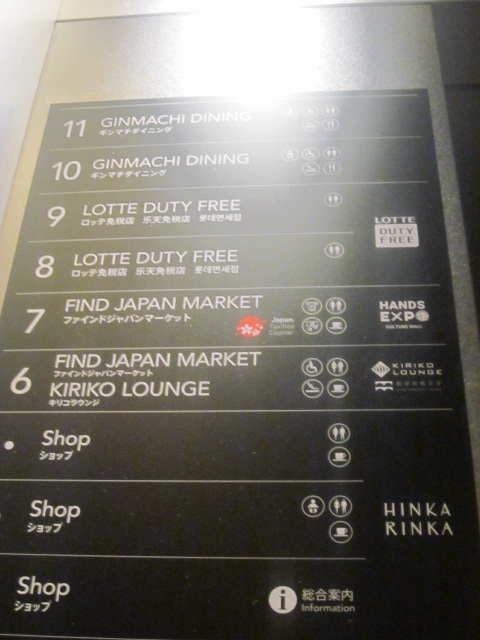 11 GINMACHI DINING
ギンマチダイニング
10 GINMACHI DINING
ギンマチダイニング
9 LOTTE DUTY FREE
ロッテ免税店 乐天免税店 롯데면세점
8 LOTTE DUTY FREE
ロッテ免税店 乐天免税店 롯데면세점
LOTTE
DUTY
FREE
7 FIND JAPAN MARKET
ファインドジャパンマーケット
Japan.
Tax-free
Counter
HANDS
EXPO
CULTURE MALL
6 FIND JAPAN MARKET
ファインドジャパンマーケット
KIRIKO LOUNGE
キリコラウンジ
KIRIKO
LOUNGE
Shop
ショップ
Shop
ショップ
HINKA
RINKA
Shop
ショップ
i 総合案内
Information